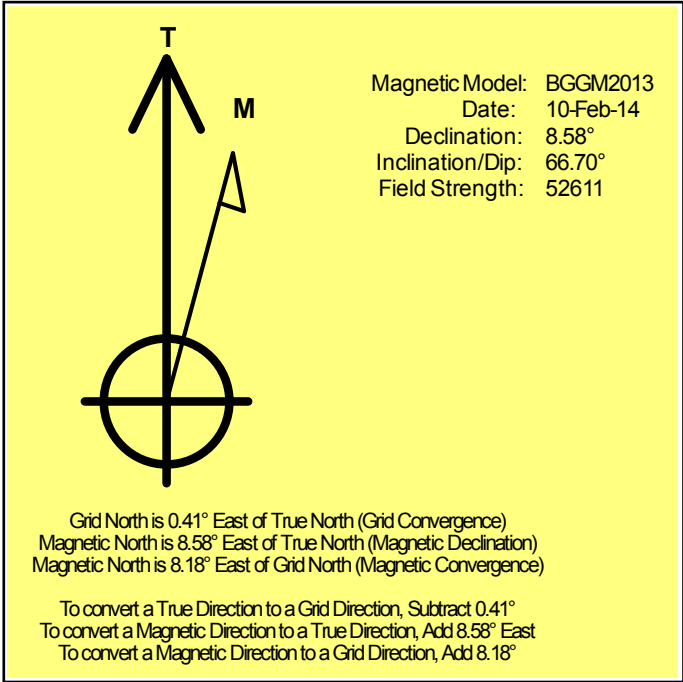 T
M
Magnetic Model: BGGM2013
Date: 10-Feb-14
Declination: 8.58°
Inclination/Dip: 66.70°
Field Strength: 52611
Grid North is 0.41° East of True North (Grid Convergence)
Magnetic North is 8.58° East of True North (Magnetic Declination)
Magnetic North is 8.18° East of Grid North (Magnetic Convergence)
To convert a True Direction to a Grid Direction, Subtract 0.41°
To convert a Magnetic Direction to a True Direction, Add 8.58° East
To convert a Magnetic Direction to a Grid Direction, Add 8.18°